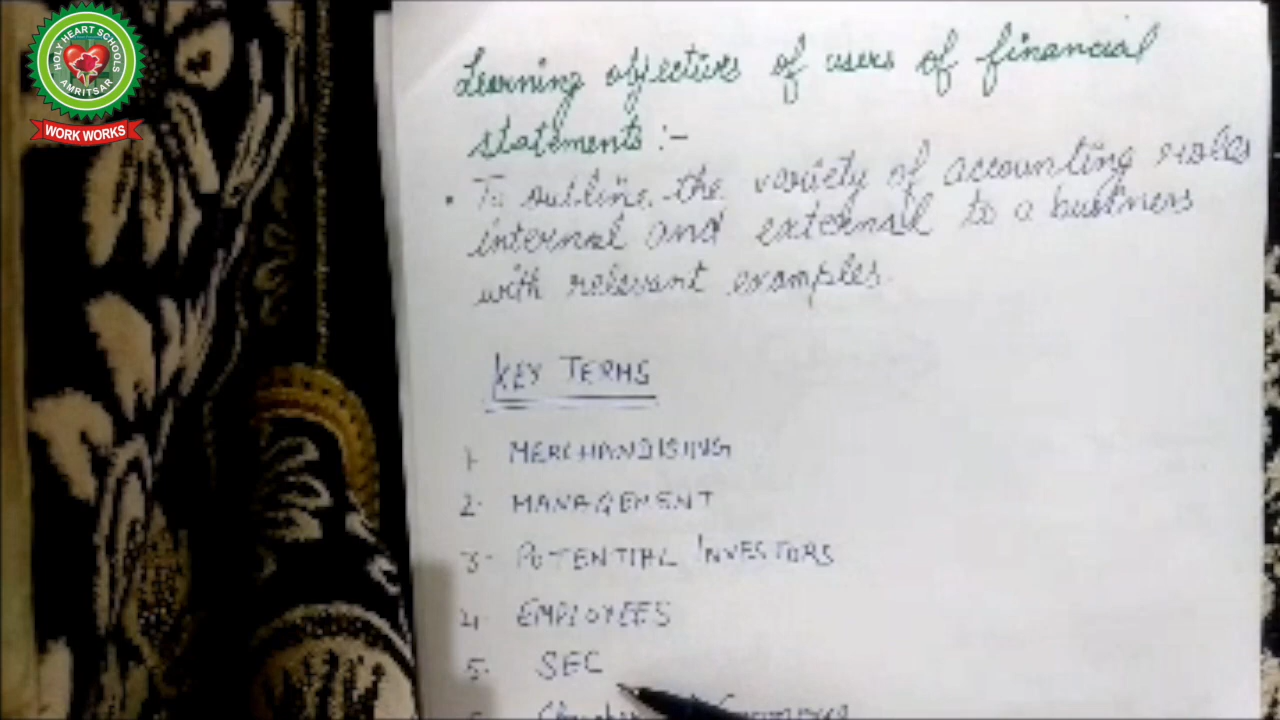 HOLY HEART SCHOOLS
AMRITSAR
WORK WORKS
Learning objectives of users of financial
statements :-
• To outline the variety of accounting roles
internal and external to a business
with relevant examples.
KEY TERMS
1. MERCHANDISING
2. MANAGEMENT
3. POTENTIAL INVESTORS
4. EMPLOYEES
5. SEC